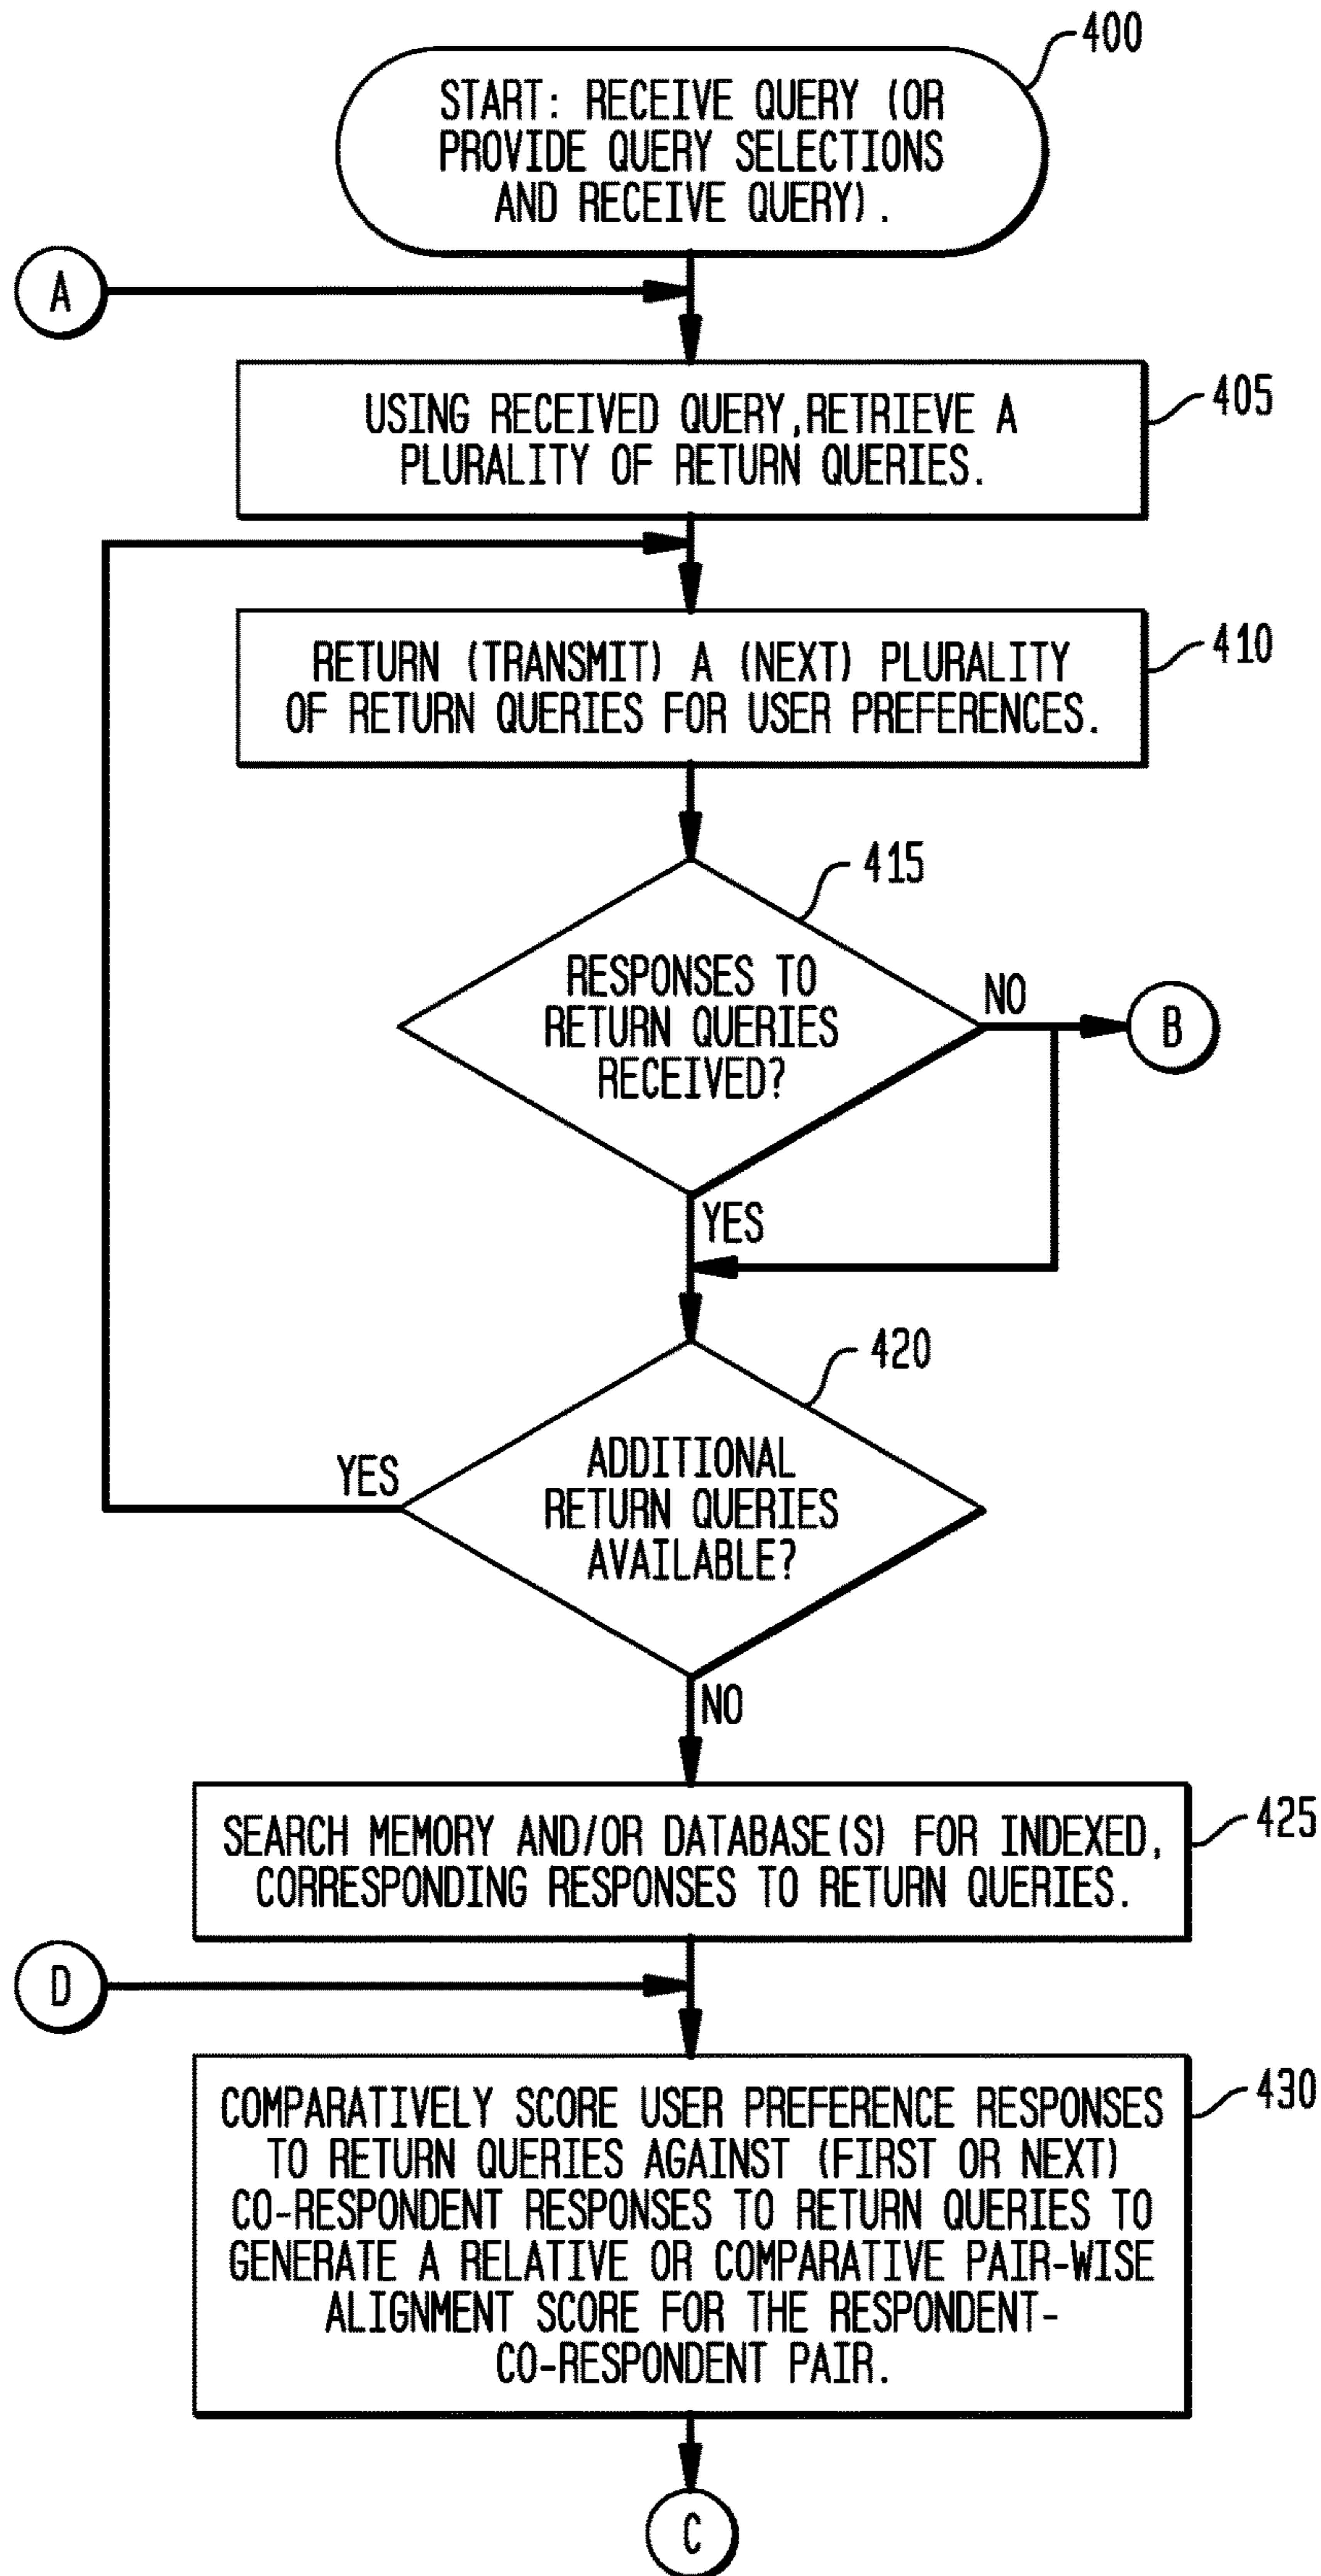 400
START: RECEIVE QUERY (OR
PROVIDE QUERY SELECTIONS
AND RECEIVE QUERY).
A
405
USING RECEIVED QUERY,RETRIEVE A
PLURALITY OF RETURN QUERIES.
410
RETURN (TRANSMIT) A (NEXT) PLURALITY
OF RETURN QUERIES FOR USER PREFERENCES.
415
RESPONSES TO
RETURN QUERIES
RECEIVED?
NO
B
YES
420
ADDITIONAL
RETURN QUERIES
AVAILABLE?
YES
NO
425
SEARCH MEMORY AND/OR DATABASE(S) FOR INDEXED,
CORRESPONDING RESPONSES TO RETURN QUERIES.
D
430
COMPARATIVELY SCORE USER PREFERENCE RESPONSES
TO RETURN QUERIES AGAINST (FIRST OR NEXT)
CO-RESPONDENT RESPONSES TO RETURN QUERIES TO
GENERATE A RELATIVE OR COMPARATIVE PAIR-WISE
ALIGNMENT SCORE FOR THE RESPONDENT-
CO-RESPONDENT PAIR.
C